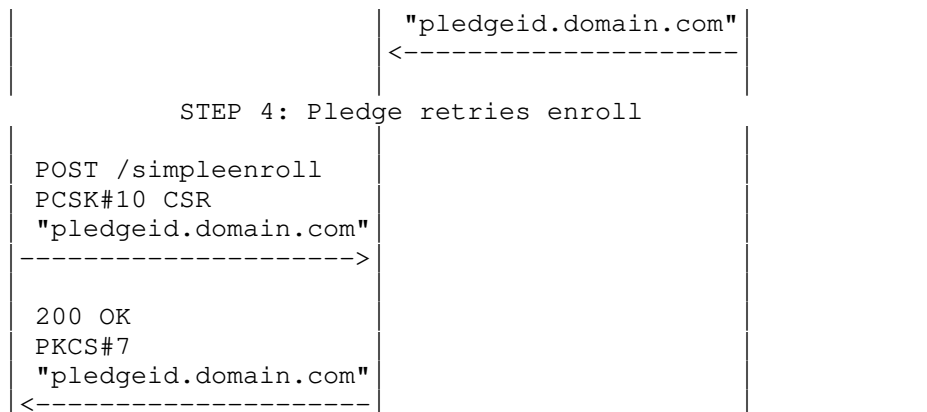 "pledgeid.domain.com"
<---------------------
STEP 4: Pledge retries enroll
POST /simpleenroll
PCSK#10 CSR
"pledgeid.domain.com"
--------------------->
200 OK
PKCS#7
"pledgeid.domain.com"
<---------------------